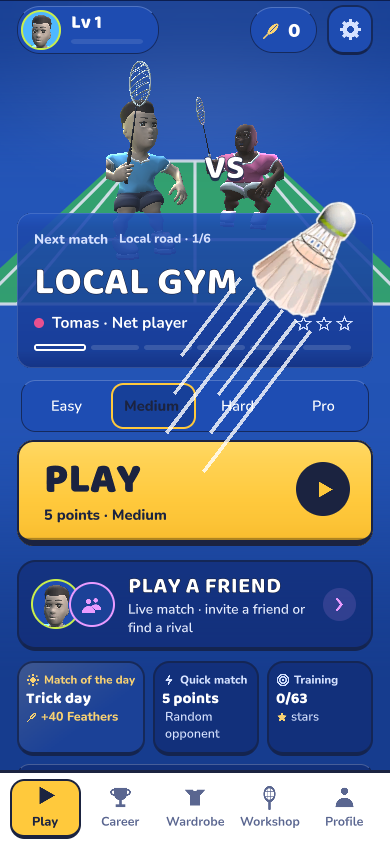 Lv 1
0
VS
Next match Local road · 1/6
LOCAL GYM
Tomas · Net player
Easy Medium Hard Pro
PLAY
5 points · Medium
PLAY A FRIEND
Live match · invite a friend or
find a rival
Match of the day
Trick day
+40 Feathers
Quick match
5 points
Random
opponent
Training
0/63
stars
Play Career Wardrobe Workshop Profile